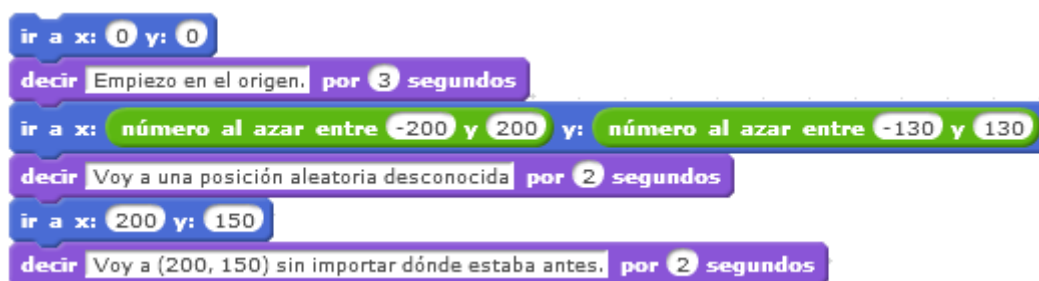 ir a x: 0 y: 0
decir Empiezo en el origen. por 3 segundos
ir a x: número al azar entre -200 y 200 y: número al azar entre -130 y 130
decir Voy a una posición aleatoria desconocida por 2 segundos
ir a x: 200 y: 150
decir Voy a (200, 150) sin importar dónde estaba antes. por 2 segundos